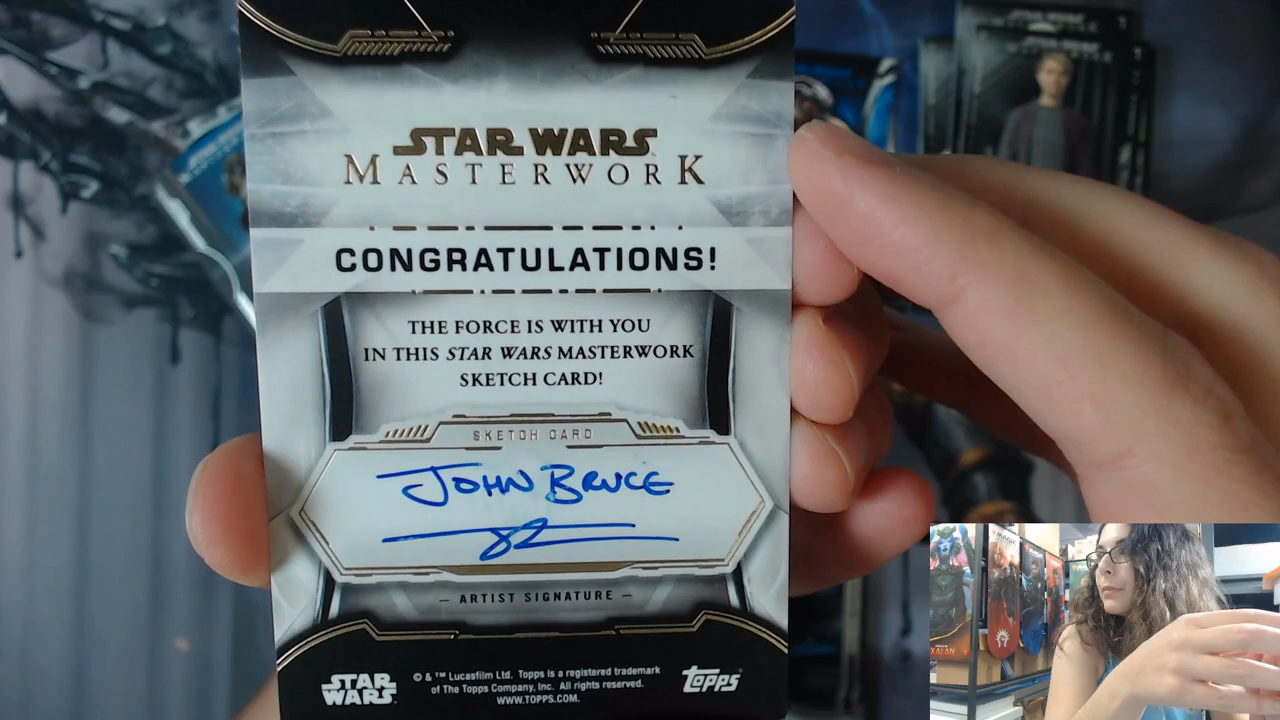 STAR WARS
MASTERWORK
CONGRATULATIONS!
THE FORCE IS WITH YOU
IN THIS STAR WARS MASTERWORK
SKETCH CARD!
SKETCH CARD
JOHN BRUCE
– ARTIST SIGNATURE –
STAR
WARS
© & ™ Lucasfilm Ltd. Topps is a registered trademark
of The Topps Company, Inc. All rights reserved.
WWW.TOPPS.COM.
Topps
MAGIC
IXALAN